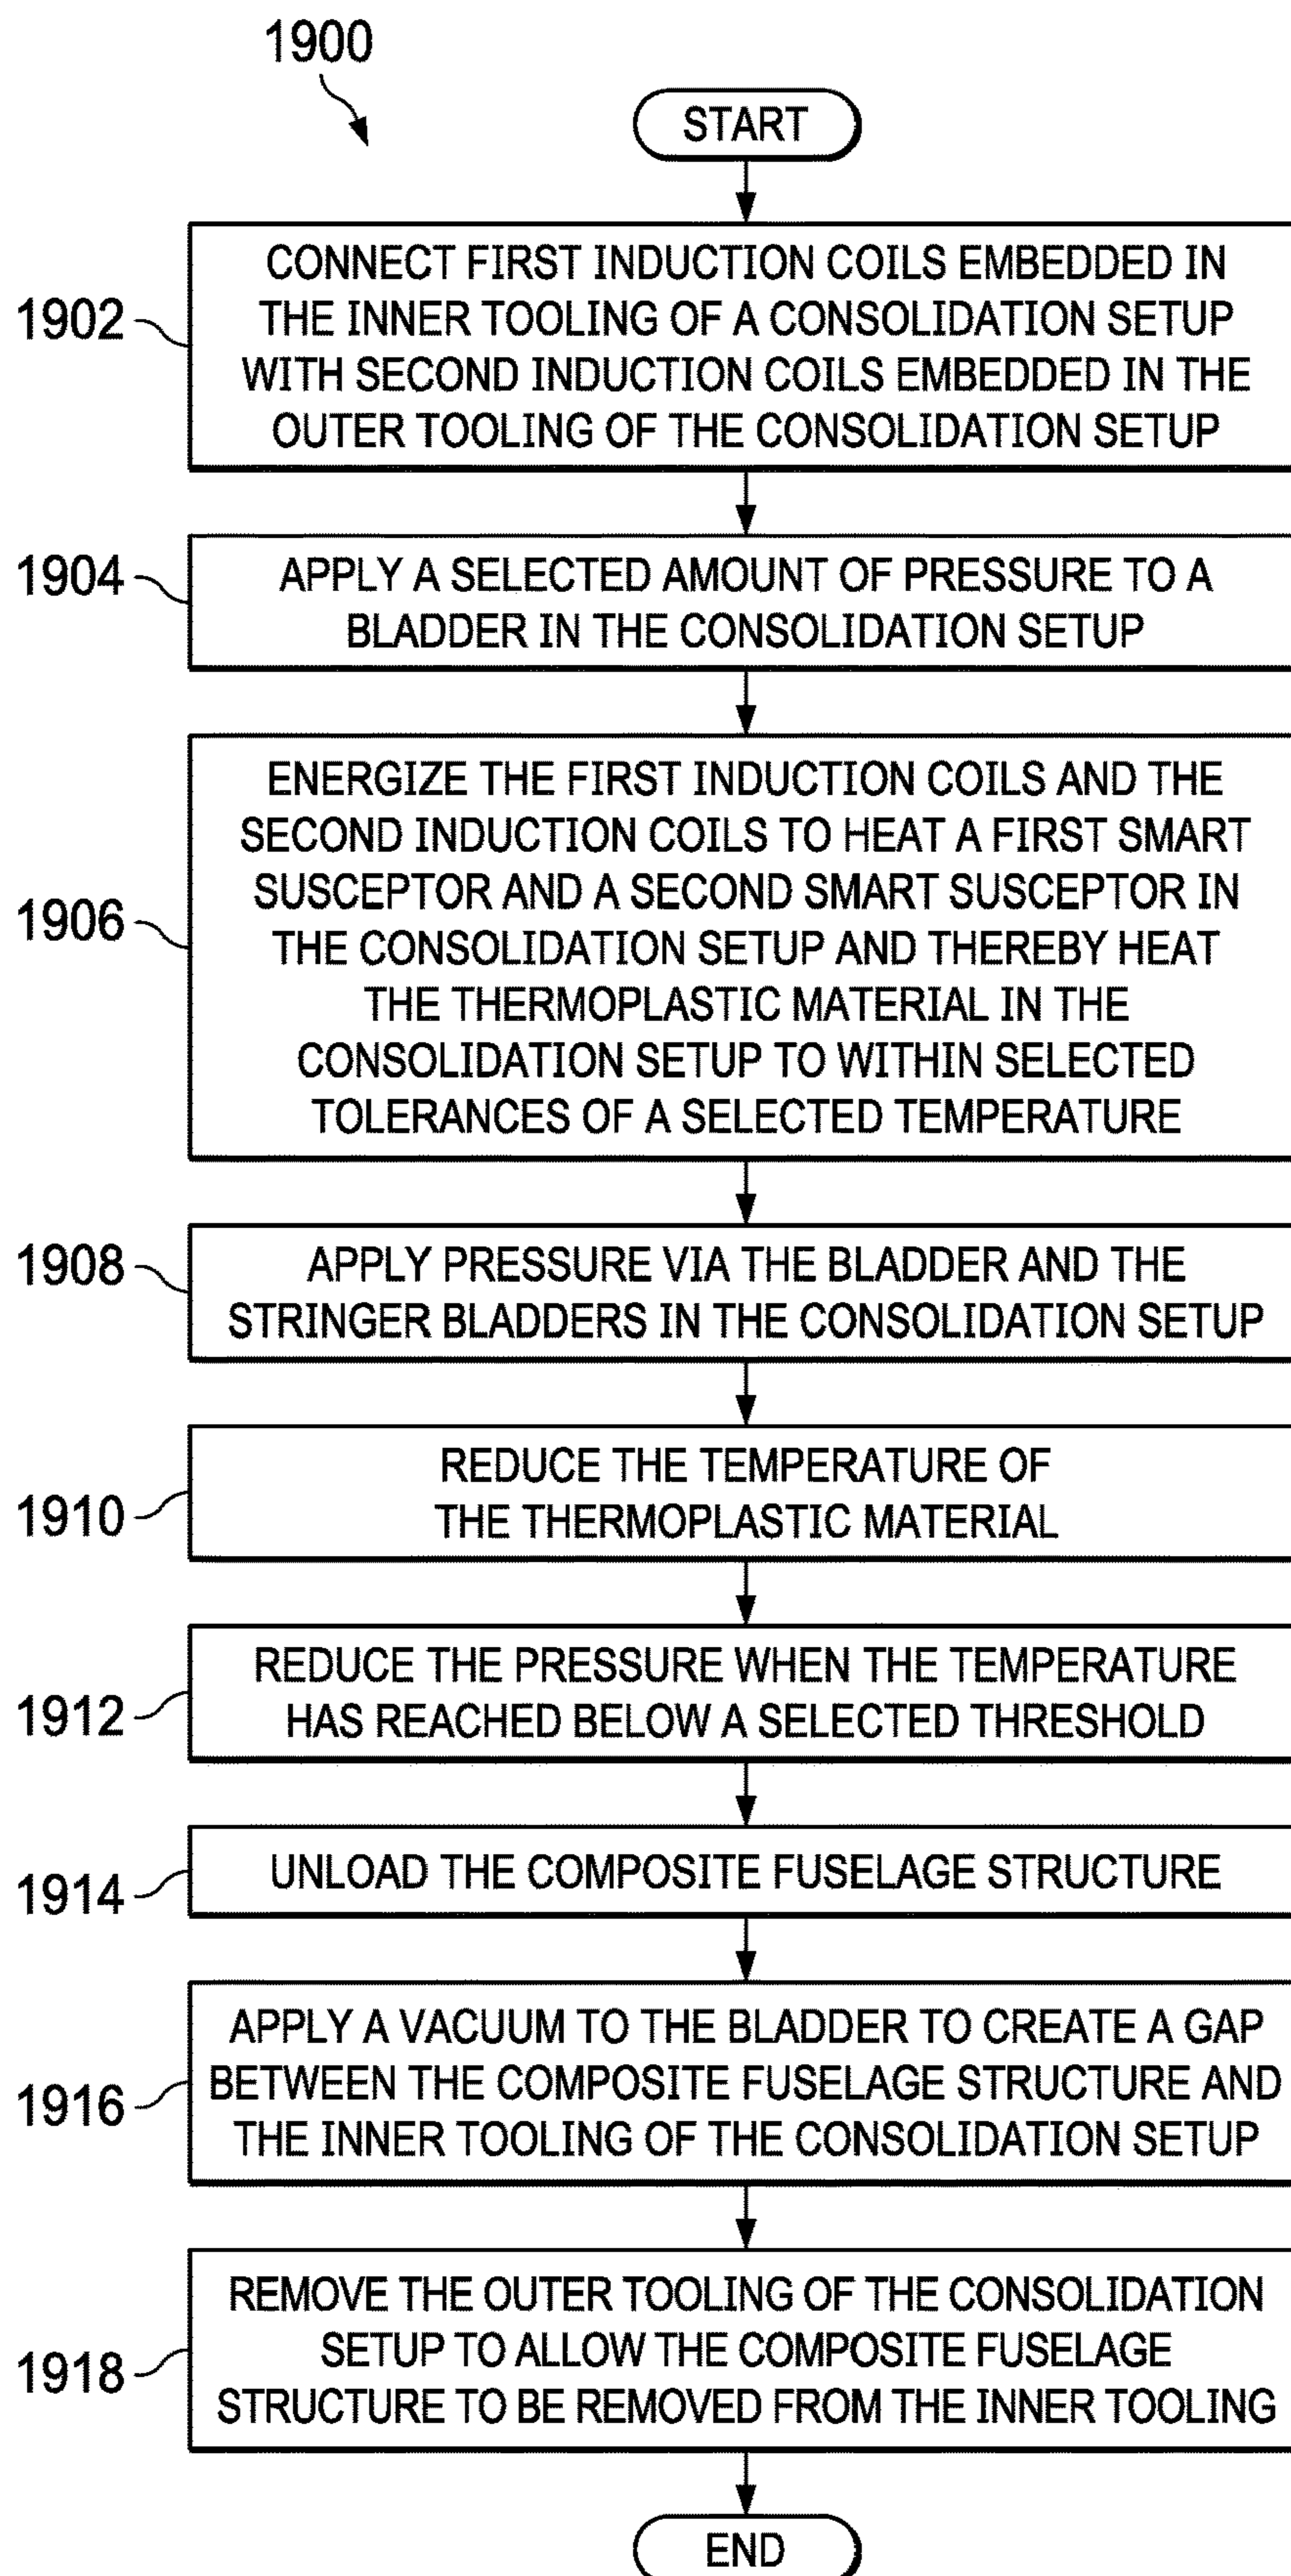 1900
START
1902
CONNECT FIRST INDUCTION COILS EMBEDDED IN
THE INNER TOOLING OF A CONSOLIDATION SETUP
WITH SECOND INDUCTION COILS EMBEDDED IN THE
OUTER TOOLING OF THE CONSOLIDATION SETUP
1904
APPLY A SELECTED AMOUNT OF PRESSURE TO A
BLADDER IN THE CONSOLIDATION SETUP
1906
ENERGIZE THE FIRST INDUCTION COILS AND THE
SECOND INDUCTION COILS TO HEAT A FIRST SMART
SUSCEPTOR AND A SECOND SMART SUSCEPTOR IN
THE CONSOLIDATION SETUP AND THEREBY HEAT
THE THERMOPLASTIC MATERIAL IN THE
CONSOLIDATION SETUP TO WITHIN SELECTED
TOLERANCES OF A SELECTED TEMPERATURE
1908
APPLY PRESSURE VIA THE BLADDER AND THE
STRINGER BLADDERS IN THE CONSOLIDATION SETUP
1910
REDUCE THE TEMPERATURE OF
THE THERMOPLASTIC MATERIAL
1912
REDUCE THE PRESSURE WHEN THE TEMPERATURE
HAS REACHED BELOW A SELECTED THRESHOLD
1914
UNLOAD THE COMPOSITE FUSELAGE STRUCTURE
1916
APPLY A VACUUM TO THE BLADDER TO CREATE A GAP
BETWEEN THE COMPOSITE FUSELAGE STRUCTURE AND
THE INNER TOOLING OF THE CONSOLIDATION SETUP
1918
REMOVE THE OUTER TOOLING OF THE CONSOLIDATION
SETUP TO ALLOW THE COMPOSITE FUSELAGE
STRUCTURE TO BE REMOVED FROM THE INNER TOOLING
END